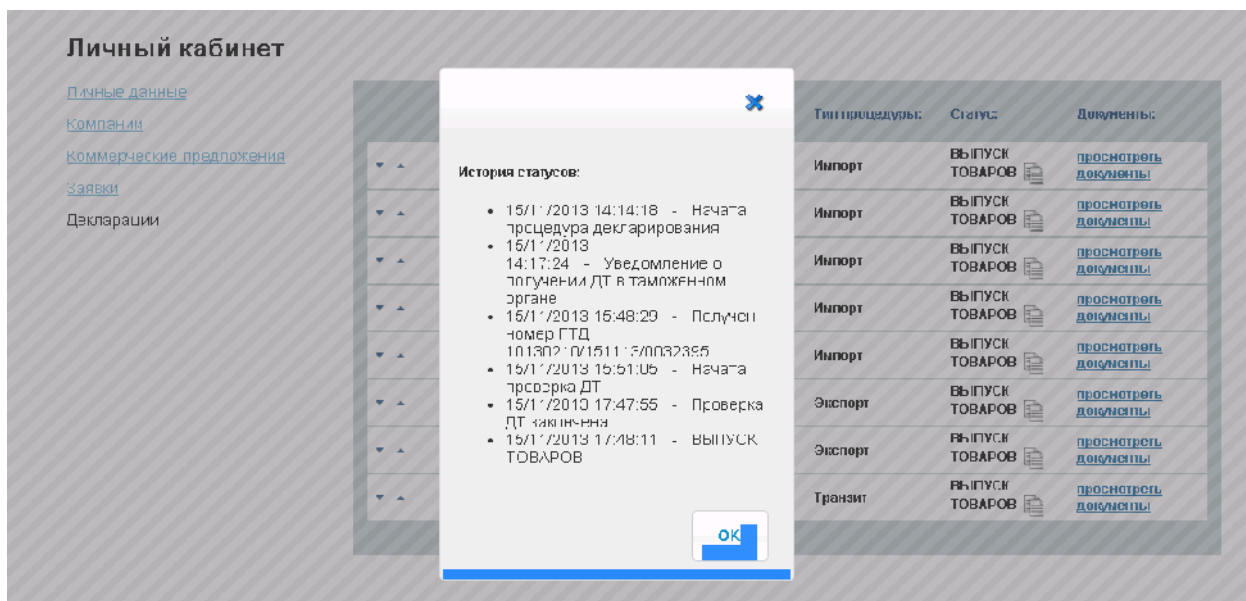 Личный кабинет
Личные данные
Компании
Коммерческие предложения
Заявки
Декларации
Тип процедуры: Статус: Документы:
Импорт ВЫПУСК ТОВАРОВ просмотреть документы
Импорт ВЫПУСК ТОВАРОВ просмотреть документы
Импорт ВЫПУСК ТОВАРОВ просмотреть документы
Импорт ВЫПУСК ТОВАРОВ просмотреть документы
Импорт ВЫПУСК ТОВАРОВ просмотреть документы
Экспорт ВЫПУСК ТОВАРОВ просмотреть документы
Экспорт ВЫПУСК ТОВАРОВ просмотреть документы
Транзит ВЫПУСК ТОВАРОВ просмотреть документы
История статусов:
15/11/2013 14:14:18 - Начата
процедура декларирования
15/11/2013
14:17:24 - Уведомление о
получении ДТ в таможенном
органе
15/11/2013 15:48:29 - Получен
номер ГТД
10130210/151113/0032395
15/11/2013 15:51:05 - Начата
проверка ДТ
15/11/2013 17:47:55 - Проверка
ДТ закончена
15/11/2013 17:48:11 - ВЫПУСК
ТОВАРОВ
ОК